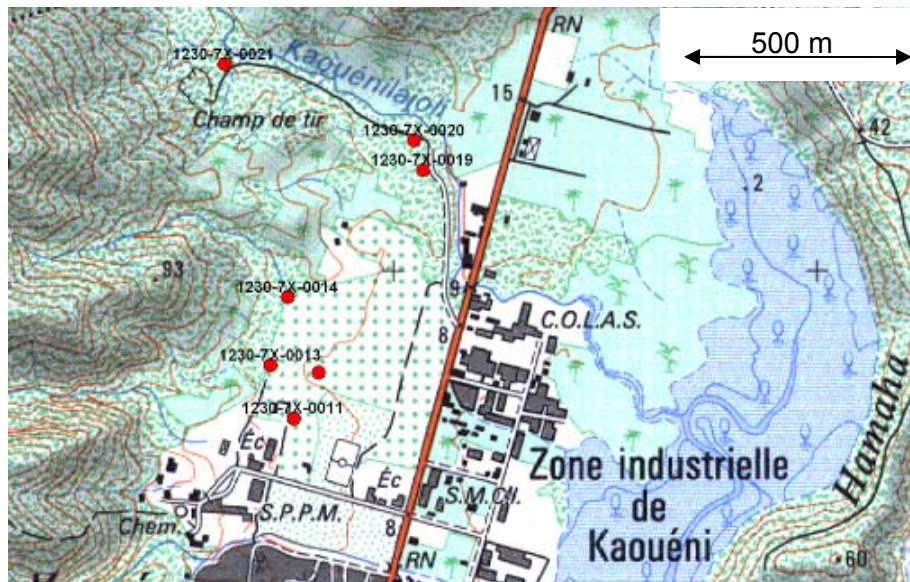 RN
500 m
1230-7X-0021
Kaouénilajoli
15
Champ de tir
1230-7X-0020
42
1230-7X-0019
2
93
1230-7X-0014
9
C.O.L.A.S.
8
1230-7X-0013
1230-7X-0011
Éc
Zone industrielle
Hamaha
Éc
S.M.CI.
de
S.P.P.M.
Chem.
8
Kaouéni
RN
60